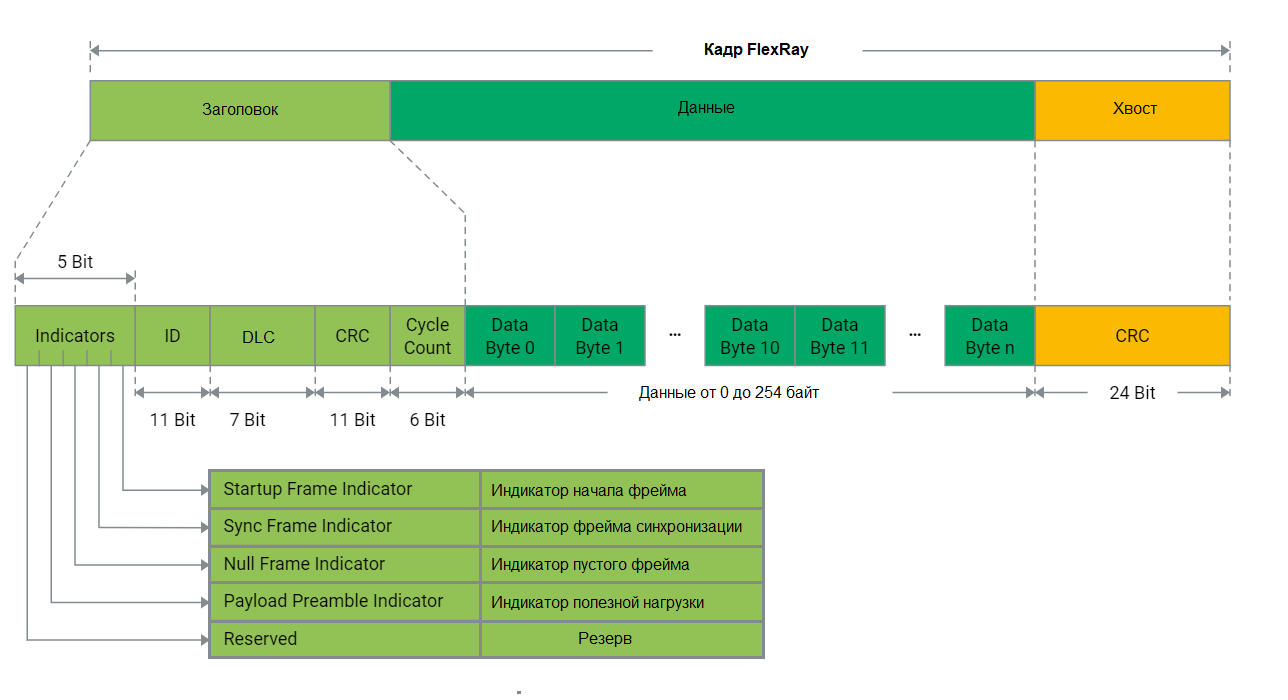 Кадр FlexRay
Заголовок
Данные
Хвост
5 Bit
Indicators
ID
DLC
CRC
Cycle
Count
Data
Byte 0
Data
Byte 1
...
Data
Byte 10
Data
Byte 11
...
Data
Byte n
CRC
11 Bit
7 Bit
11 Bit
6 Bit
Данные от 0 до 254 байт
24 Bit
Startup Frame Indicator
Индикатор начала фрейма
Sync Frame Indicator
Индикатор фрейма синхронизации
Null Frame Indicator
Индикатор пустого фрейма
Payload Preamble Indicator
Индикатор полезной нагрузки
Reserved
Резерв